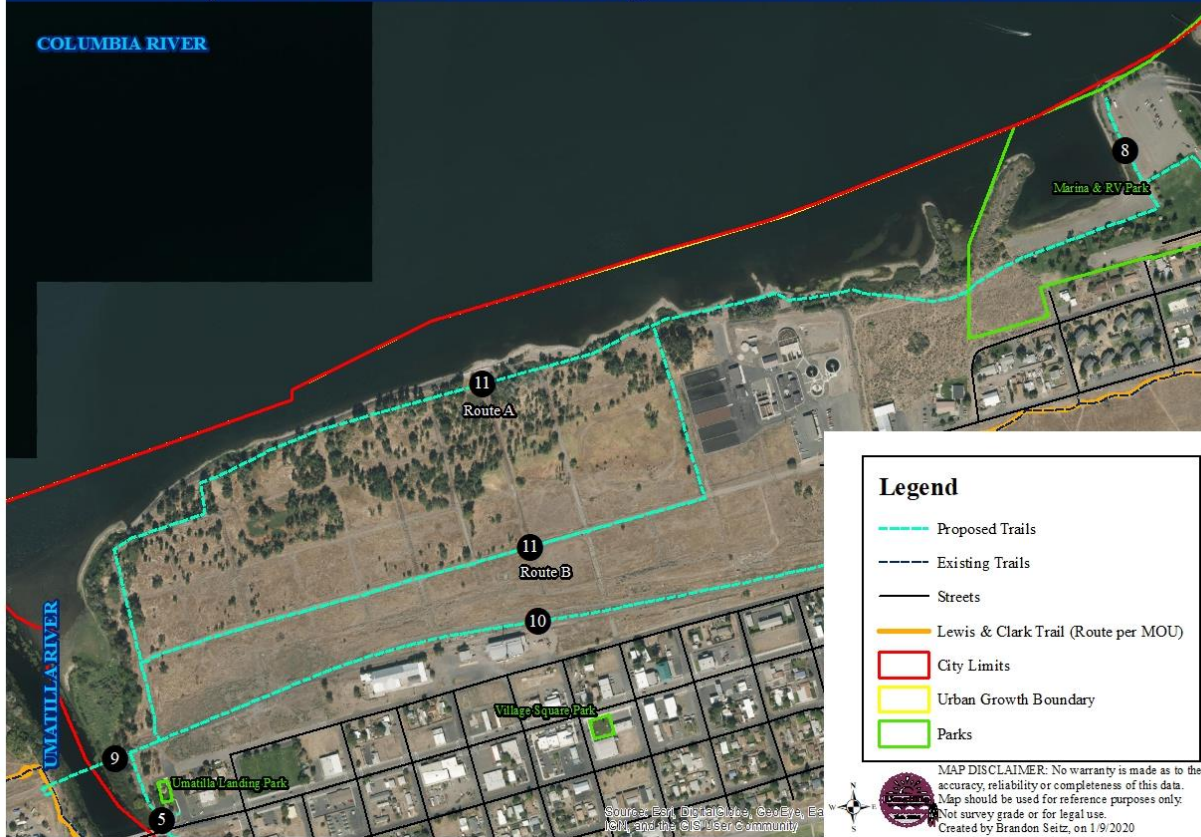 COLUMBIA RIVER
8
Marina & RV Park
11
Route A
11
Route B
10
Village Square Park
UMATILLA RIVER
9
Umatilla Landing Park
5
Legend
Proposed Trails
Existing Trails
Streets
Lewis & Clark Trail (Route per MOU)
City Limits
Urban Growth Boundary
Parks
N
W
E
S
MAP DISCLAIMER: No warranty is made as to the
accuracy, reliability or completeness of this data.
Map should be used for reference purposes only.
Not survey grade or for legal use.
Created by Brandon Seitz, on 1/9/2020
Source: Esri, DigitalGlobe, GeoEye, Ea
IGN, and the GIS User Community